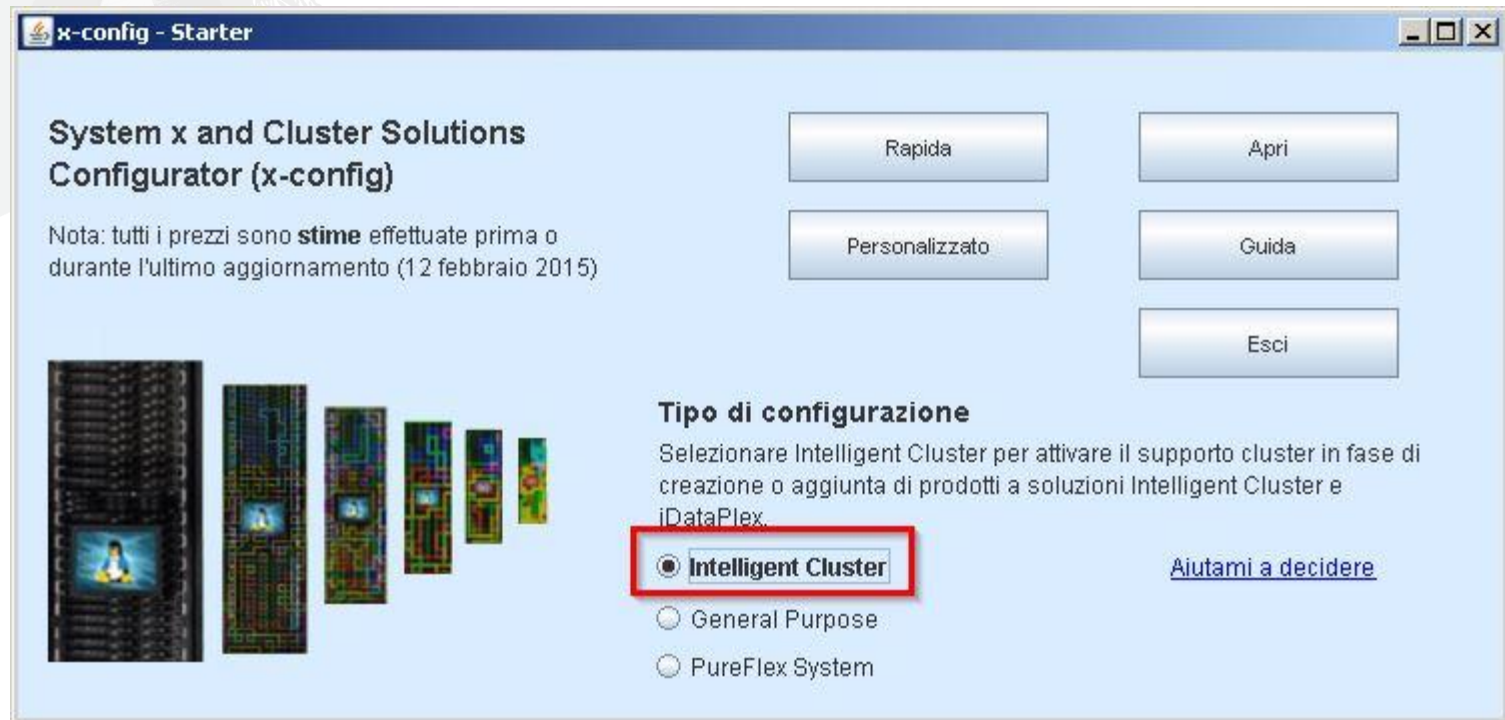 x-config - Starter
System x and Cluster Solutions
Configurator (x-config)
Nota: tutti i prezzi sono stime effettuate prima o
durante l'ultimo aggiornamento (12 febbraio 2015)
Rapida
Apri
Personalizzato
Guida
Esci
Tipo di configurazione
Selezionare Intelligent Cluster per attivare il supporto cluster in fase di
creazione o aggiunta di prodotti a soluzioni Intelligent Cluster e
iDataPlex.
Intelligent Cluster
Aiutami a decidere
General Purpose
PureFlex System